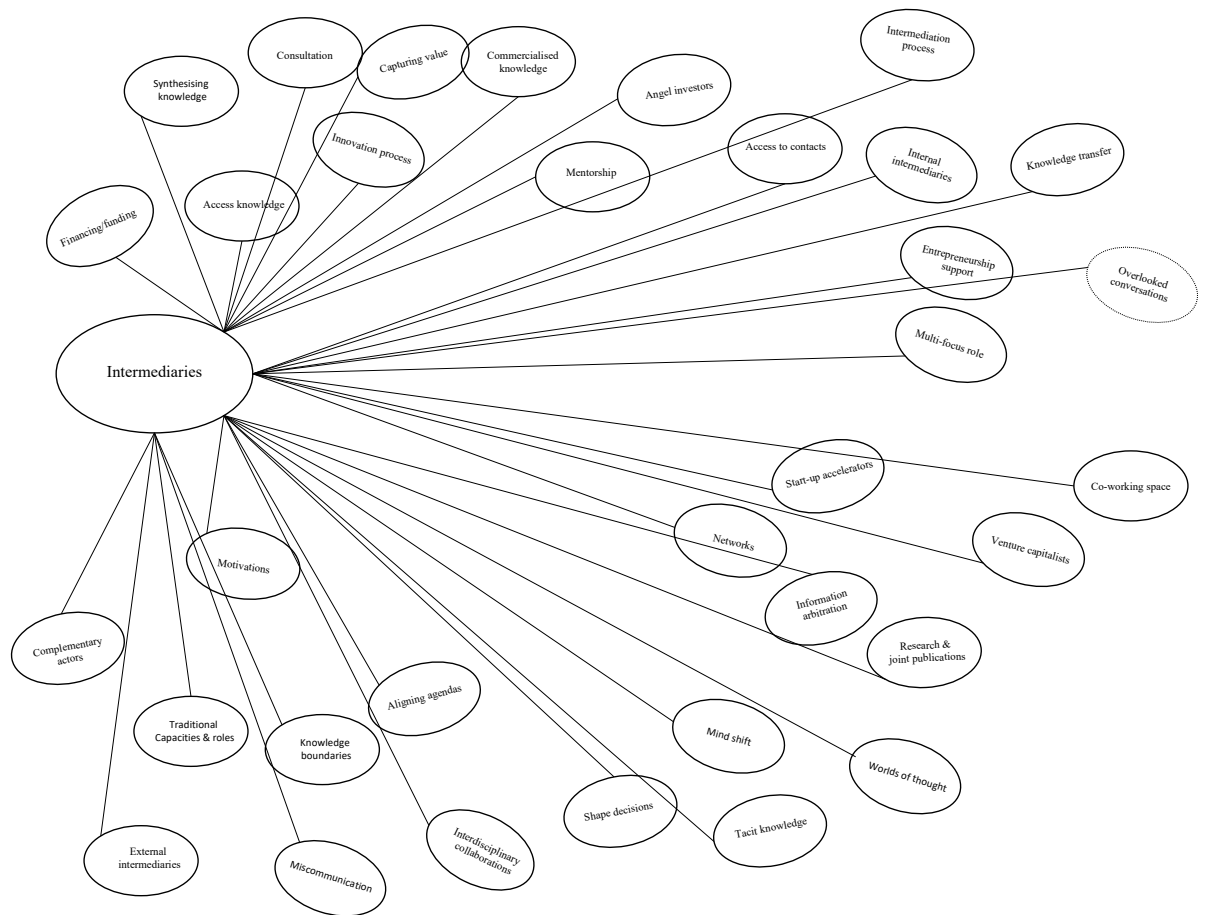 Intermediation
process
Consultation
Capturing value
Commercialised
knowledge
Synthesising
knowledge
Angel investors
Innovation process
Access to contacts
Internal
intermediaries
Knowledge transfer
Mentorship
Access knowledge
Financing/funding
Entrepreneurship
support
Overlooked
conversations
Multi-focus role
Intermediaries
Start-up accelerators
Co-working space
Networks
Venture capitalists
Motivations
Information
arbitration
Complementary
actors
Research &
joint publications
Aligning agendas
Traditional
Capacities & roles
Knowledge
boundaries
Mind shift
Worlds of thought
Shape decisions
Tacit knowledge
External
intermediaries
Interdisciplinary
collaborations
Miscommunication